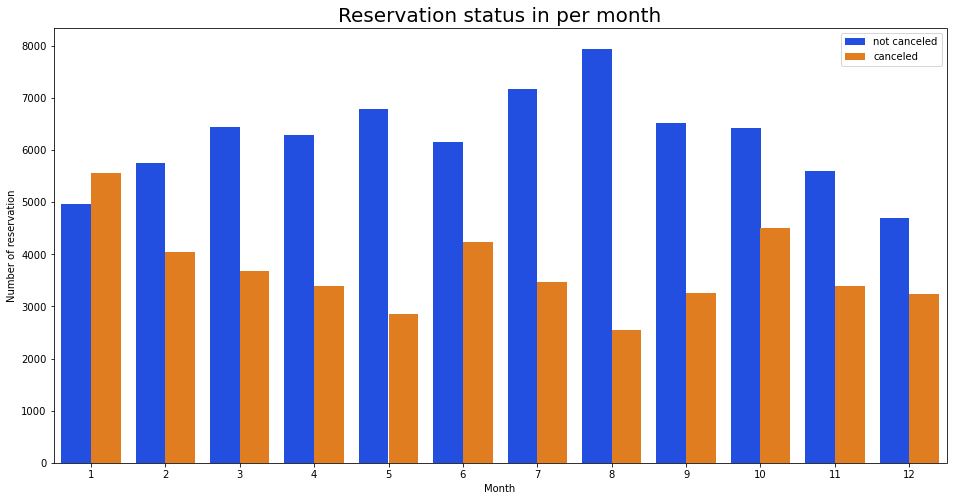 Reservation status in per month
not canceled
canceled
8000
7000
6000
5000
4000
3000
2000
1000
0
Number of reservation
1 2 3 4 5 6 7 8 9 10 11 12
Month